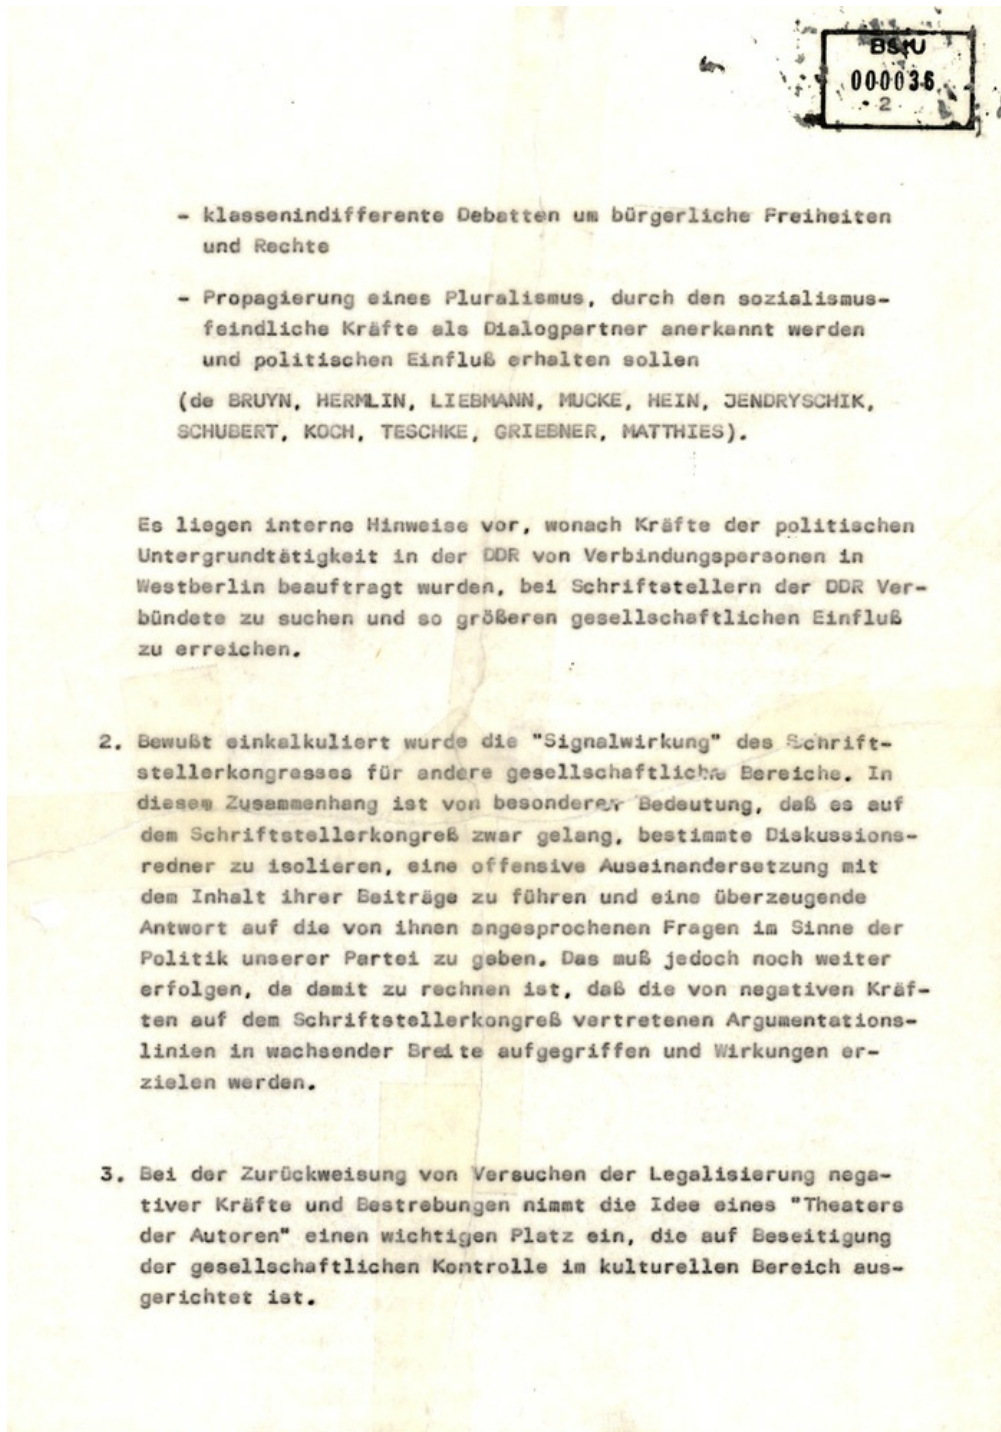 BStU
000036
2
- klassenindifferente Debatten um bürgerliche Freiheiten
und Rechte
- Propagierung eines Pluralismus, durch den sozialismus-
feindliche Kräfte als Dialogpartner anerkannt werden
und politischen Einfluß erhalten sollen
(de BRUYN, HERMLIN, LIEBMANN, MUCKE, HEIN, JENDRYSCHIK,
SCHUBERT, KOCH, TESCHKE, GRIEBNER, MATTHIES).
Es liegen interne Hinweise vor, wonach Kräfte der politischen
Untergrundtätigkeit in der DDR von Verbindungspersonen in
Westberlin beauftragt wurden, bei Schriftstellern der DDR Ver-
bündete zu suchen und so größeren gesellschaftlichen Einfluß
zu erreichen.
2. Bewußt einkalkuliert wurde die "Signalwirkung" des Schrift-
stellerkongresses für andere gesellschaftliche Bereiche. In
diesem Zusammenhang ist von besonderer Bedeutung, daß es auf
dem Schriftstellerkongreß zwar gelang, bestimmte Diskussions-
redner zu isolieren, eine offensive Auseinandersetzung mit
dem Inhalt ihrer Beiträge zu führen und eine überzeugende
Antwort auf die von ihnen angesprochenen Fragen im Sinne der
Politik unserer Partei zu geben. Das muß jedoch noch weiter
erfolgen, da damit zu rechnen ist, daß die von negativen Kräf-
ten auf dem Schriftstellerkongreß vertretenen Argumentations-
linien in wachsender Breite aufgegriffen und Wirkungen er-
zielen werden.
3. Bei der Zurückweisung von Versuchen der Legalisierung nega-
tiver Kräfte und Bestrebungen nimmt die Idee eines "Theaters
der Autoren" einen wichtigen Platz ein, die auf Beseitigung
der gesellschaftlichen Kontrolle im kulturellen Bereich aus-
gerichtet ist.